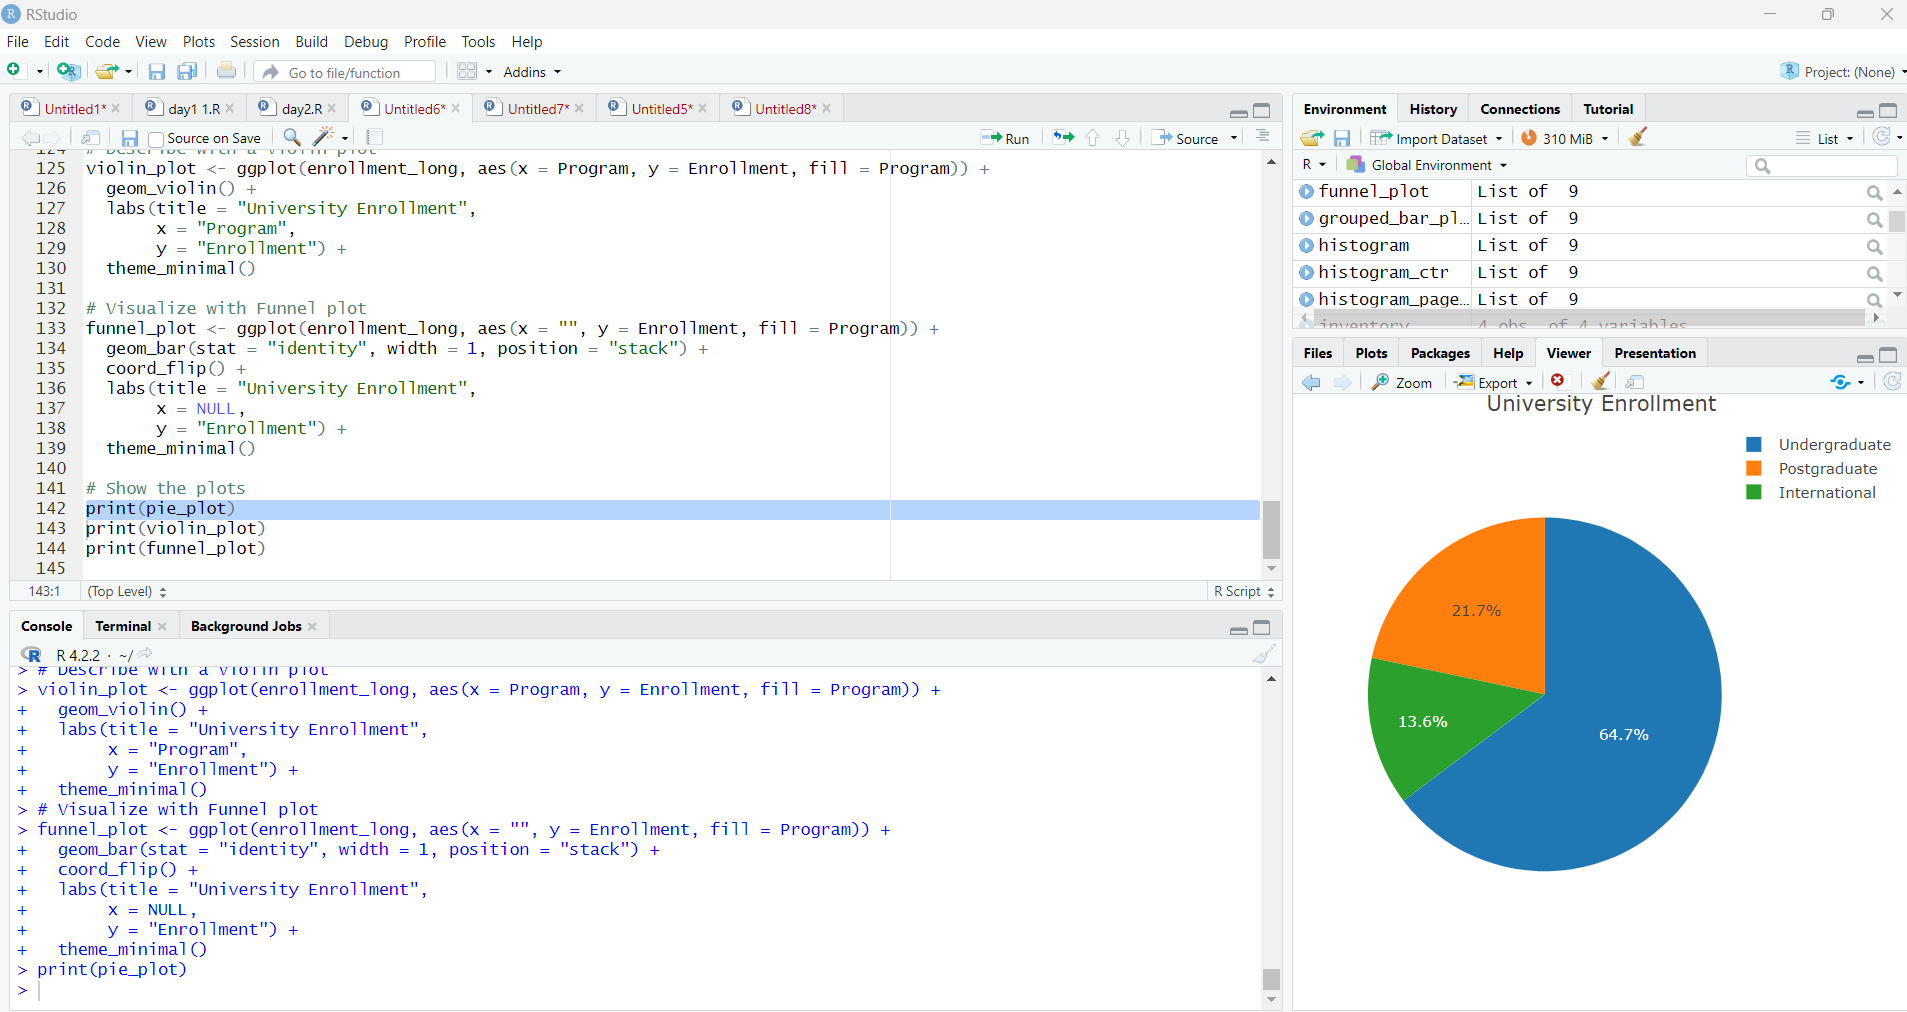 RStudio
File Edit Code View Plots Session Build Debug Profile Tools Help
Go to file/function Addins Project: (None)
Untitled1* day1 1.R day2.R Untitled6* Untitled7* Untitled5* Untitled8*
Source on Save Run Source
124 # Describe with a violin plot
125 violin_plot <- ggplot(enrollment_long, aes(x = Program, y = Enrollment, fill = Program)) +
126 geom_violin() +
127 labs(title = "University Enrollment",
128 x = "Program",
129 y = "Enrollment") +
130 theme_minimal()
131
132 # Visualize with Funnel plot
133 funnel_plot <- ggplot(enrollment_long, aes(x = "", y = Enrollment, fill = Program)) +
134 geom_bar(stat = "identity", width = 1, position = "stack") +
135 coord_flip() +
136 labs(title = "University Enrollment",
137 x = NULL,
138 y = "Enrollment") +
139 theme_minimal()
140
141 # Show the plots
142 print(pie_plot)
143 print(violin_plot)
144 print(funnel_plot)
145
143:1 (Top Level) R Script
Console Terminal Background Jobs
R 4.2.2 · ~/
> # Describe with a violin plot
> violin_plot <- ggplot(enrollment_long, aes(x = Program, y = Enrollment, fill = Program)) +
+ geom_violin() +
+ labs(title = "University Enrollment",
+ x = "Program",
+ y = "Enrollment") +
+ theme_minimal()
> # Visualize with Funnel plot
> funnel_plot <- ggplot(enrollment_long, aes(x = "", y = Enrollment, fill = Program)) +
+ geom_bar(stat = "identity", width = 1, position = "stack") +
+ coord_flip() +
+ labs(title = "University Enrollment",
+ x = NULL,
+ y = "Enrollment") +
+ theme_minimal()
> print(pie_plot)
>
Environment History Connections Tutorial
Import Dataset 310 MiB List
R Global Environment
funnel_plot List of 9
grouped_bar_pl... List of 9
histogram List of 9
histogram_ctr List of 9
histogram_page... List of 9
inventory 4 obs. of 4 variables
Files Plots Packages Help Viewer Presentation
Zoom Export
University Enrollment
Undergraduate
Postgraduate
International
21.7%
13.6%
64.7%